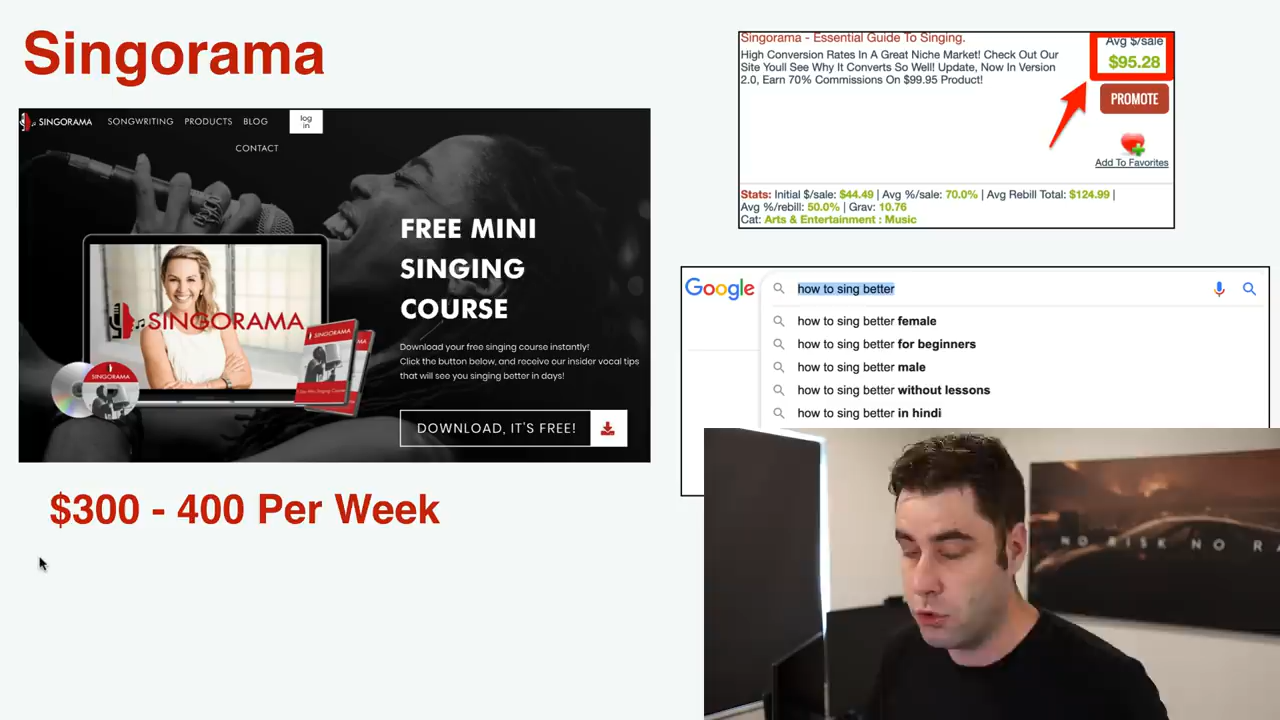 Singorama
SINGORAMA
SONGWRITING PRODUCTS BLOG
log
in
CONTACT
FREE MINI
SINGING
COURSE
Download your free singing course instantly!
Click the button below, and receive our insider vocal tips
that will see you singing better in days!
DOWNLOAD, IT'S FREE!
SINGORAMA
SINGORAMA
SINGORAMA
$300 - 400 Per Week
Singorama - Essential Guide To Singing.
High Conversion Rates In A Great Niche Market! Check Out Our
Site Youll See Why It Converts So Well! Update, Now In Version
2.0, Earn 70% Commissions On $99.95 Product!
Avg $/sale
$95.28
PROMOTE
Add To Favorites
Stats: Initial $/sale: $44.49 | Avg %/sale: 70.0% | Avg Rebill Total: $124.99 |
Avg %/rebill: 50.0% | Grav: 10.76
Cat: Arts & Entertainment : Music
Google
how to sing better
how to sing better female
how to sing better for beginners
how to sing better male
how to sing better without lessons
how to sing better in hindi
NO RISK NO RA